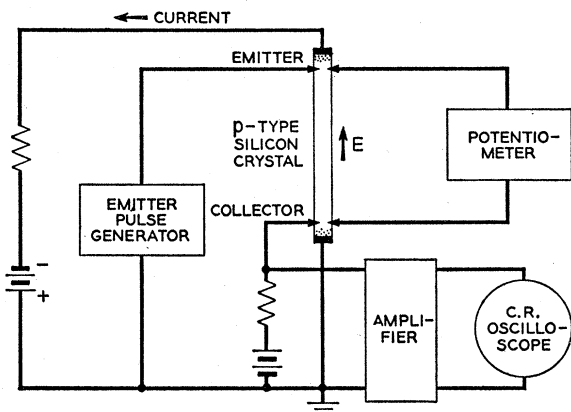 CURRENT
EMITTER
p-TYPE
SILICON
CRYSTAL
E
POTENTIO-
METER
EMITTER
PULSE
GENERATOR
COLLECTOR
-
+
AMPLI-
FIER
C.R.
OSCILLO-
SCOPE